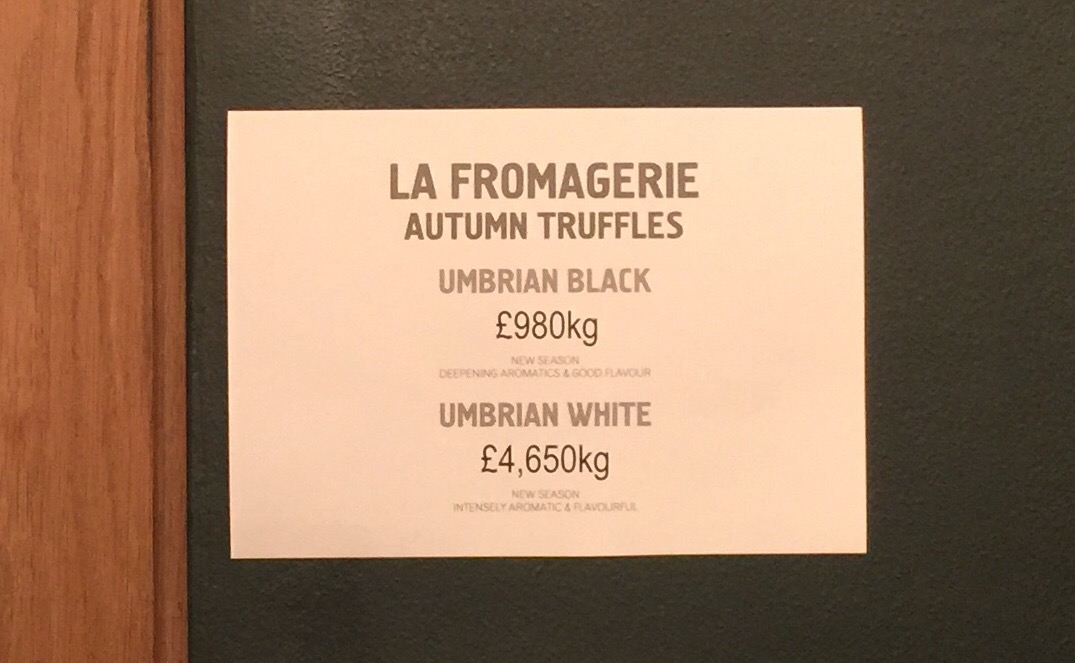 LA FROMAGERIE
AUTUMN TRUFFLES
UMBRIAN BLACK
£980kg
NEW SEASON
DEEPENING AROMATICS & GOOD FLAVOUR
UMBRIAN WHITE
£4,650kg
NEW SEASON
INTENSELY AROMATIC & FLAVOURFUL